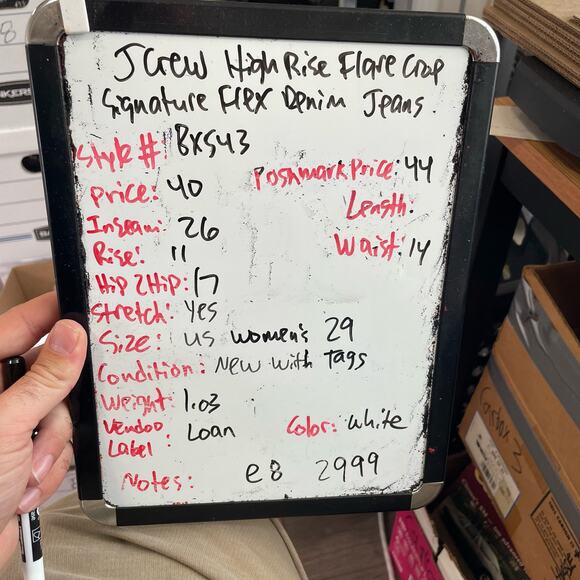 JCrew High Rise Flare Crop
Signature Flex Denim Jeans.
Style #: BX543
Poshmark Price: 44
Price: 40
Length:
Inseam: 26
Waist: 14
Rise: 11
Hip 2 Hip: 17
Stretch: Yes
Size: US women's 29
Condition: New with Tags
Weight: 1.03
Vendoo Label: Loan
Color: white
Notes: e8 2999